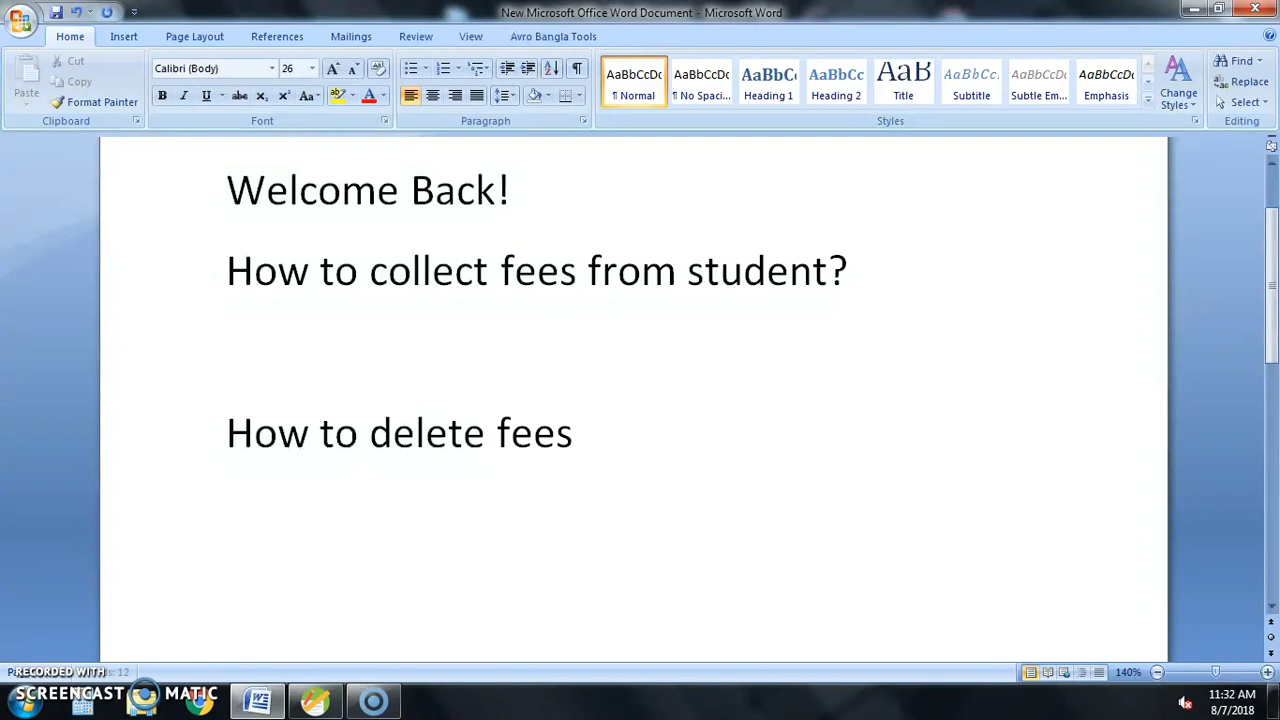 New Microsoft Office Word Document - Microsoft Word
Home Insert Page Layout References Mailings Review View Avro Bangla Tools
Paste
Cut
Copy
Format Painter
Clipboard
Calibri (Body) 26
Font
Paragraph
AaBbCcDc AaBbCcDc AaBbC AaBbCc AaB AaBbCc. AaBbCcDc AaBbCcDc
¶ Normal ¶ No Spaci... Heading 1 Heading 2 Title Subtitle Subtle Em... Emphasis
Change Styles
Styles
Find
Replace
Select
Editing
Welcome Back!
How to collect fees from student?
How to delete fees
RECORDED WITH
SCREENCAST MATIC
140%
11:32 AM
8/7/2018